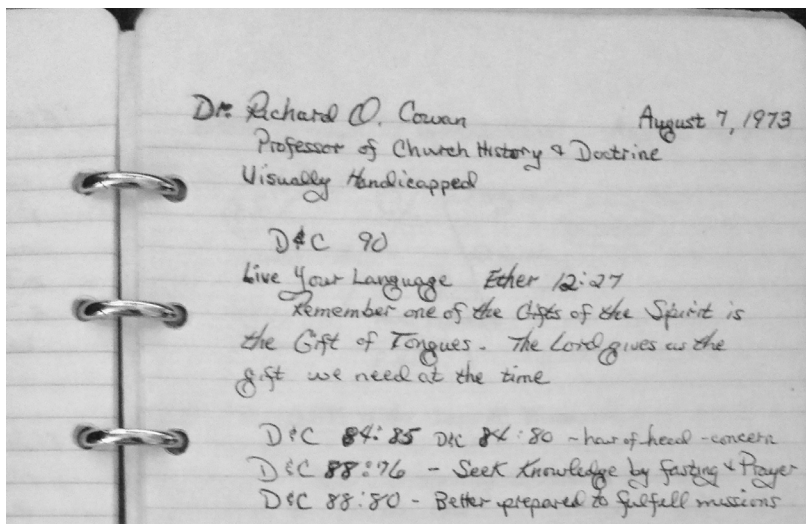 Dr. Richard O. Cowan August 7, 1973
Professor of Church History & Doctrine
Visually Handicapped
D&C 90
Live Your Language Ether 12:27
Remember one of the Gifts of the Spirit is
the Gift of Tongues. The Lord gives us the
gift we need at the time
D&C 84:85 D&C 84:80 - hair of head - concern
D&C 88:76 - Seek Knowledge by fasting & Prayer
D&C 88:80 - Better prepared to fulfall missions